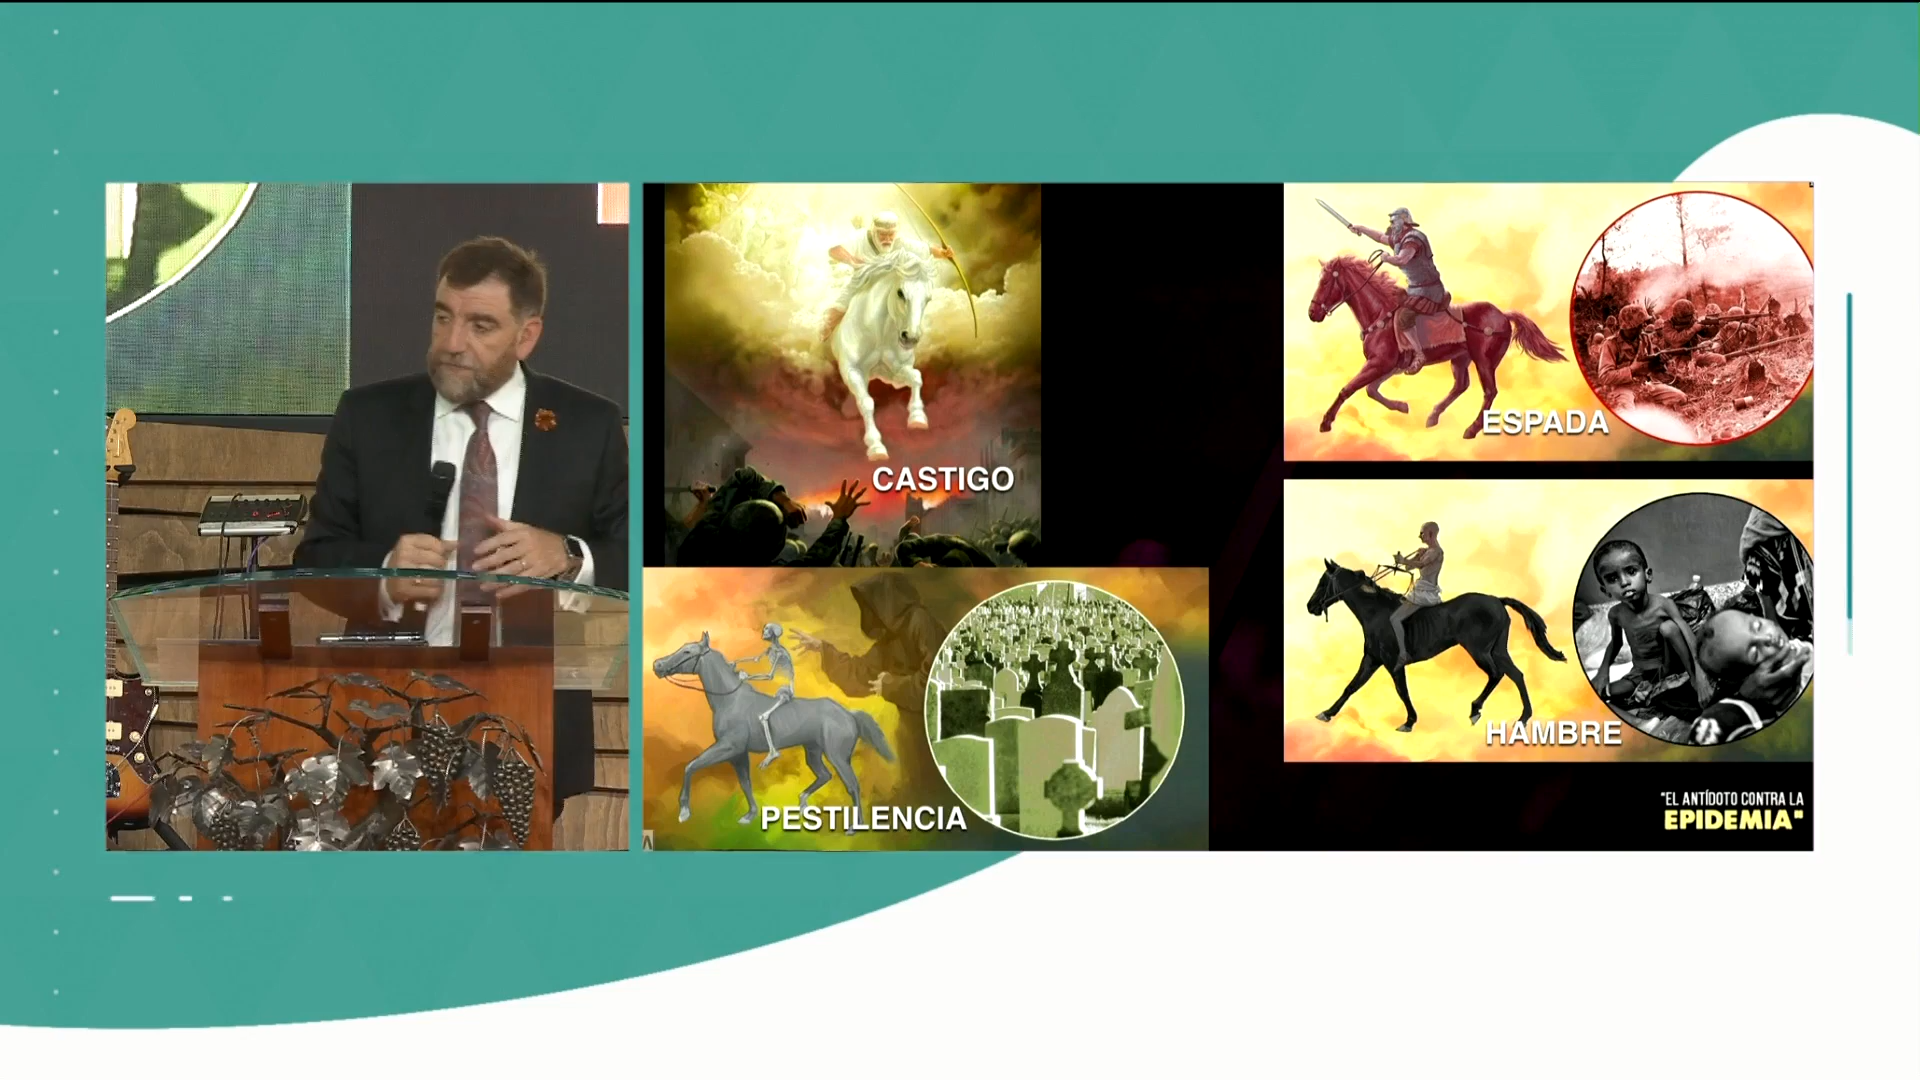 CASTIGO
ESPADA
HAMBRE
PESTILENCIA
"EL ANTÍDOTO CONTRA LA
EPIDEMIA"